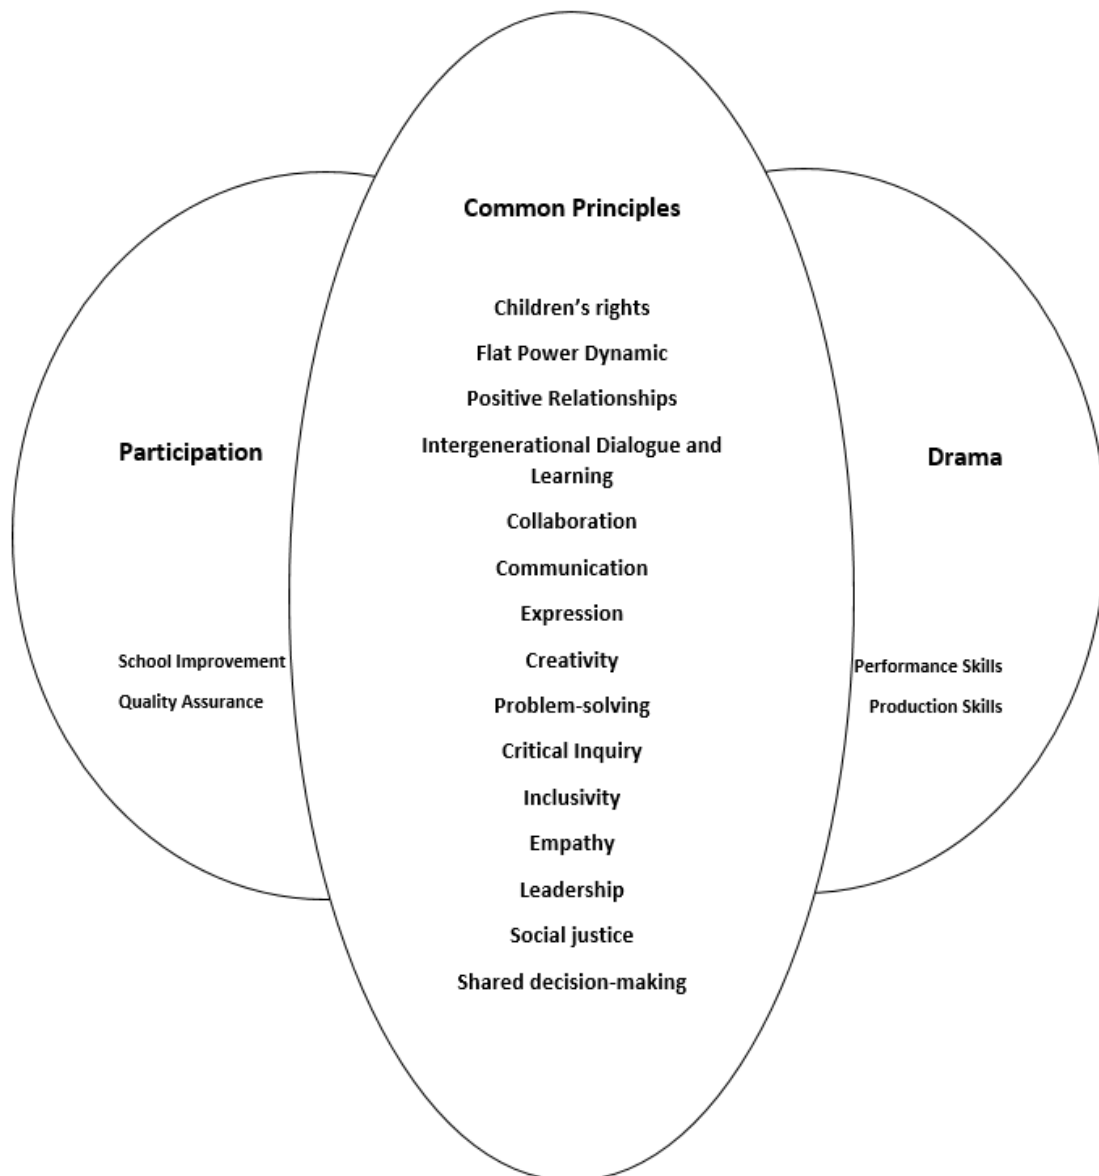 Common Principles
Children’s rights
Flat Power Dynamic
Positive Relationships
Intergenerational Dialogue and
Learning
Collaboration
Communication
Expression
Creativity
Problem-solving
Critical Inquiry
Inclusivity
Empathy
Leadership
Social justice
Shared decision-making
Participation
School Improvement
Quality Assurance
Drama
Performance Skills
Production Skills